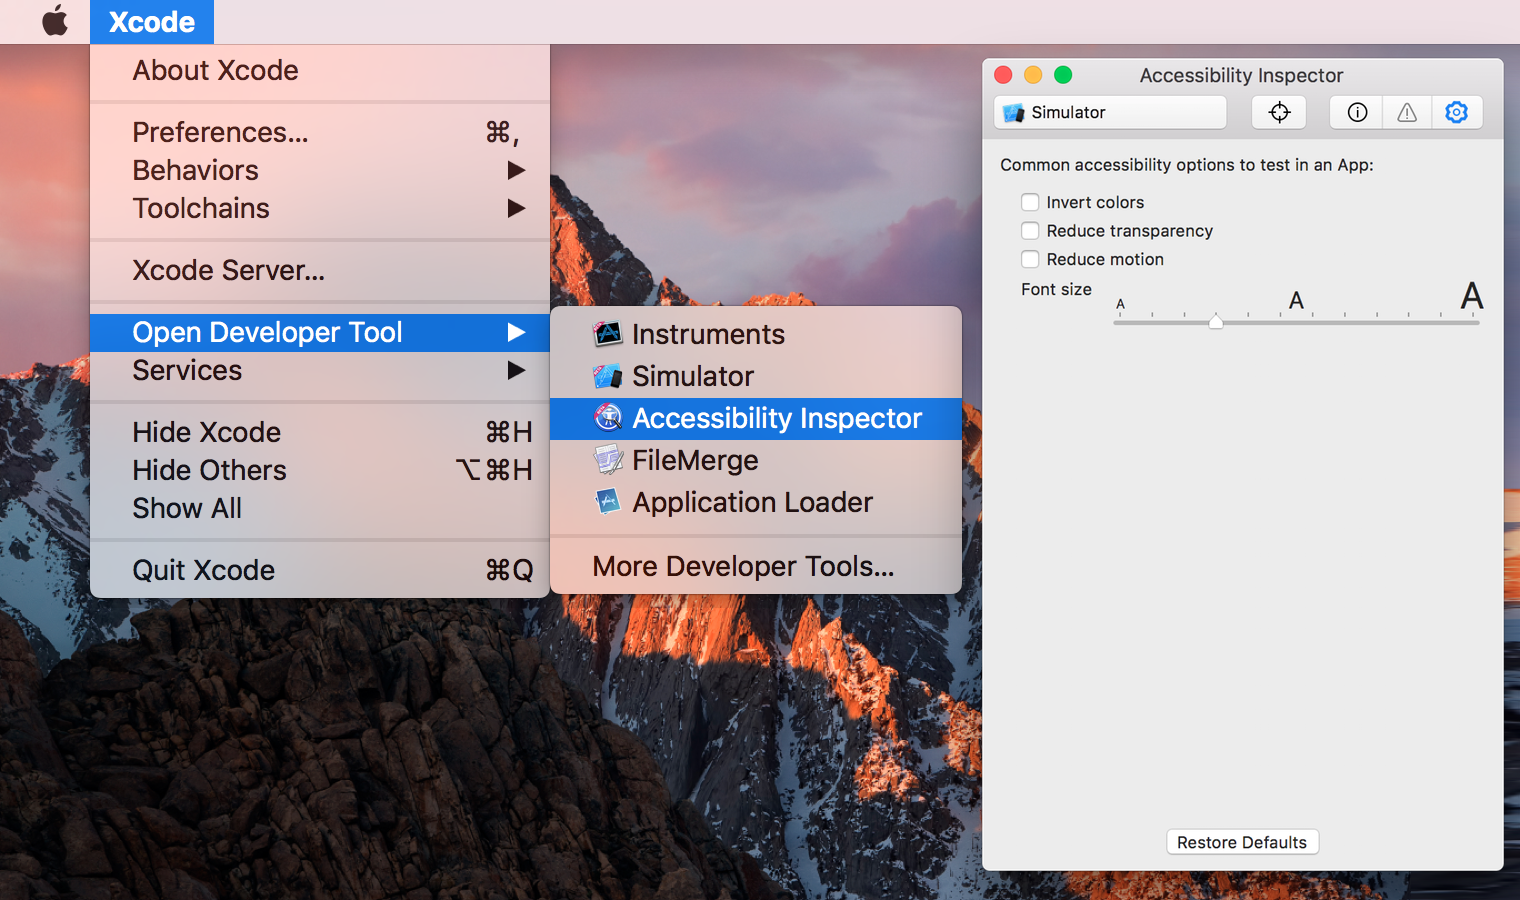 Xcode
About Xcode
Preferences... ⌘,
Behaviors ▶
Toolchains ▶
Xcode Server...
Open Developer Tool ▶
Services ▶
Hide Xcode ⌘H
Hide Others ⌥⌘H
Show All
Quit Xcode ⌘Q
Instruments
Simulator
Accessibility Inspector
FileMerge
Application Loader
More Developer Tools...
Accessibility Inspector
Simulator
Common accessibility options to test in an App:
Invert colors
Reduce transparency
Reduce motion
Font size
A A A
Restore Defaults